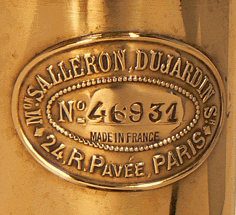 Mᴼᴺ SALLERON, DUJARDIN Sᴿ
Nº 46931
MADE IN FRANCE
24 R. PAVÉE, PARIS